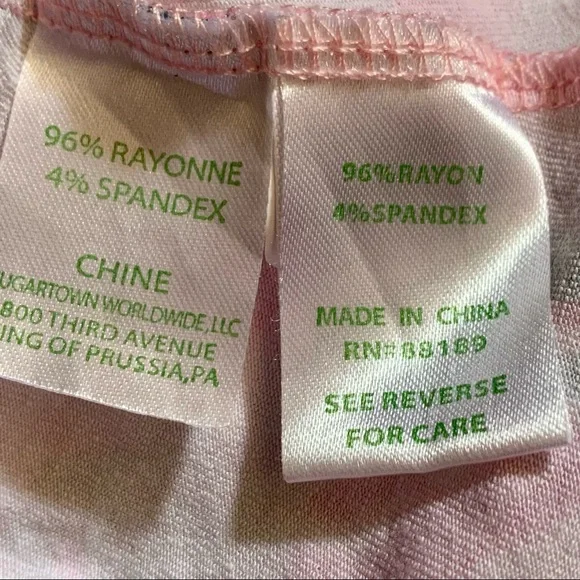 96% RAYONNE
4% SPANDEX
CHINE
UGARTOWN WORLDWIDE, LLC
800 THIRD AVENUE
ING OF PRUSSIA, PA
96% RAYON
4% SPANDEX
MADE IN CHINA
RN# 88189
SEE REVERSE
FOR CARE